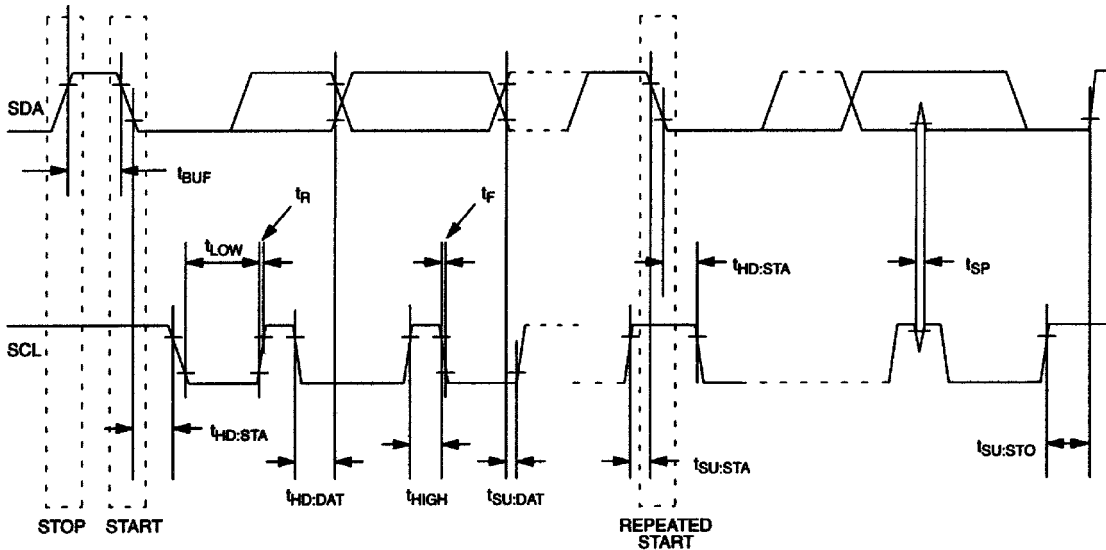 SDA
tBUF
tR
tF
tLOW
tHD:STA
tSP
SCL
tHD:STA
tSU:STA
tSU:STO
tHD:DAT
tHIGH
tSU:DAT
STOP
START
REPEATED
START